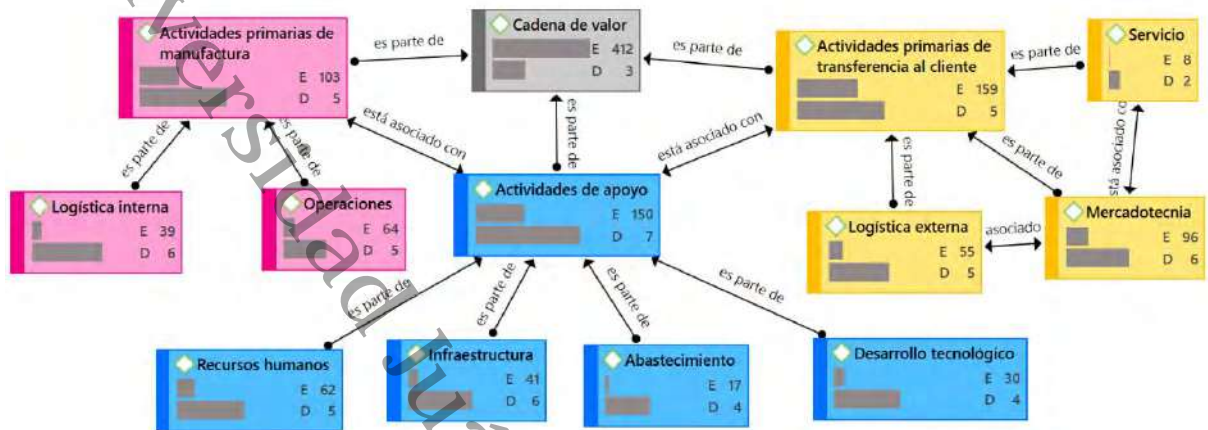 Actividades primarias de
manufactura
E 103
D 5
es parte de
Cadena de valor
E 412
D 3
es parte de
Actividades primarias de
transferencia al cliente
E 159
D 5
es parte de
Servicio
E 8
D 2
es parte de
es parte de
está asociado con
es parte de
está asociado con
es parte de
es parte de
está asociado co
Logística interna
E 39
D 6
Operaciones
E 64
D 5
Actividades de apoyo
E 150
D 7
Logística externa
E 55
D 5
asociado
Mercadotecnia
E 96
D 6
es parte de
es parte de
es parte de
es parte de
Recursos humanos
E 62
D 5
Infraestructura
E 41
D 6
Abastecimiento
E 17
D 4
Desarrollo tecnológico
E 30
D 4